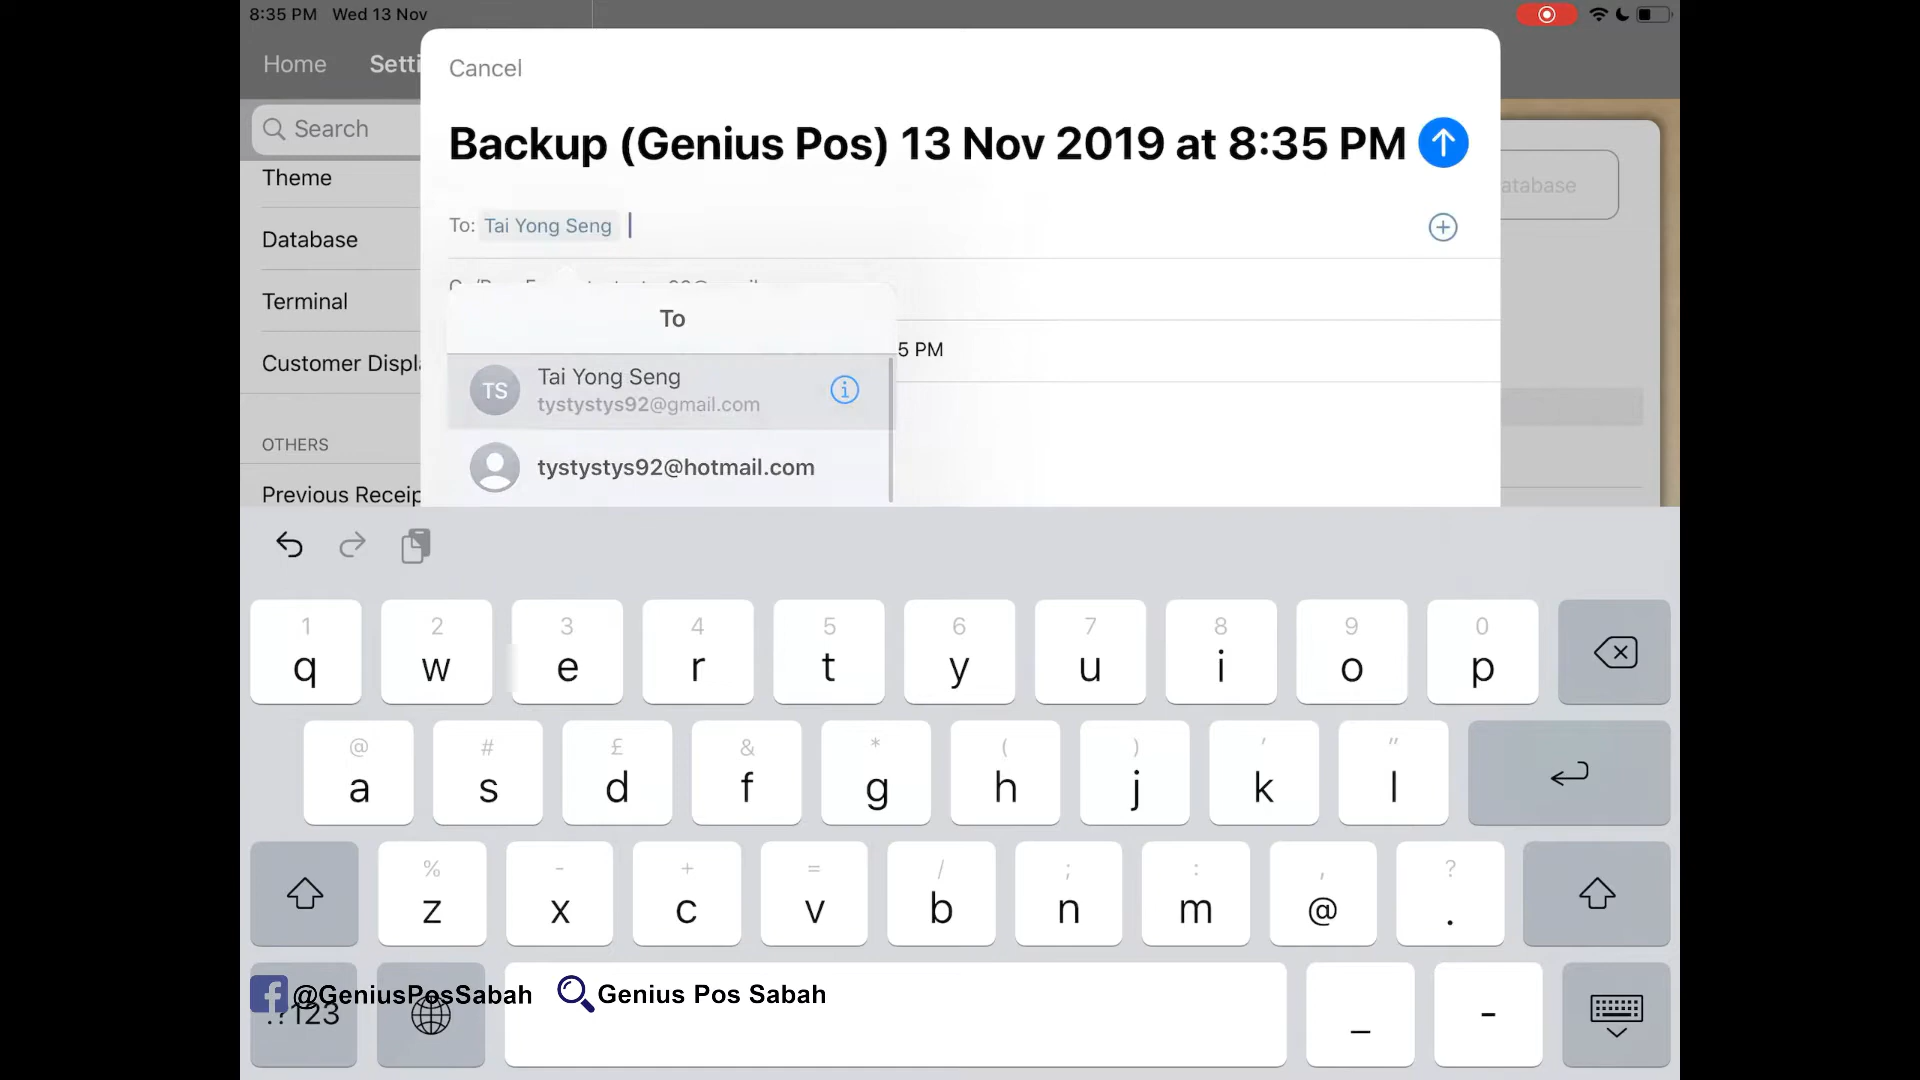 8:35 PM Wed 13 Nov
Home Setti
Cancel
Search
Backup (Genius Pos) 13 Nov 2019 at 8:35 PM
Theme
atabase
To: Tai Yong Seng
Database
To
Terminal
5 PM
Customer Displa
Tai Yong Seng
TS
tystystys92@gmail.com
OTHERS
tystystys92@hotmail.com
Previous Receip
1 2 3 4 5 6 7 8 9 0
q w e r t y u i o p
@ # £ & * ( ) ' "
a s d f g h j k l
% - + = / ; : , ?
z x c v b n m @ .
@GeniusPosSabah Genius Pos Sabah
.?123 _ -